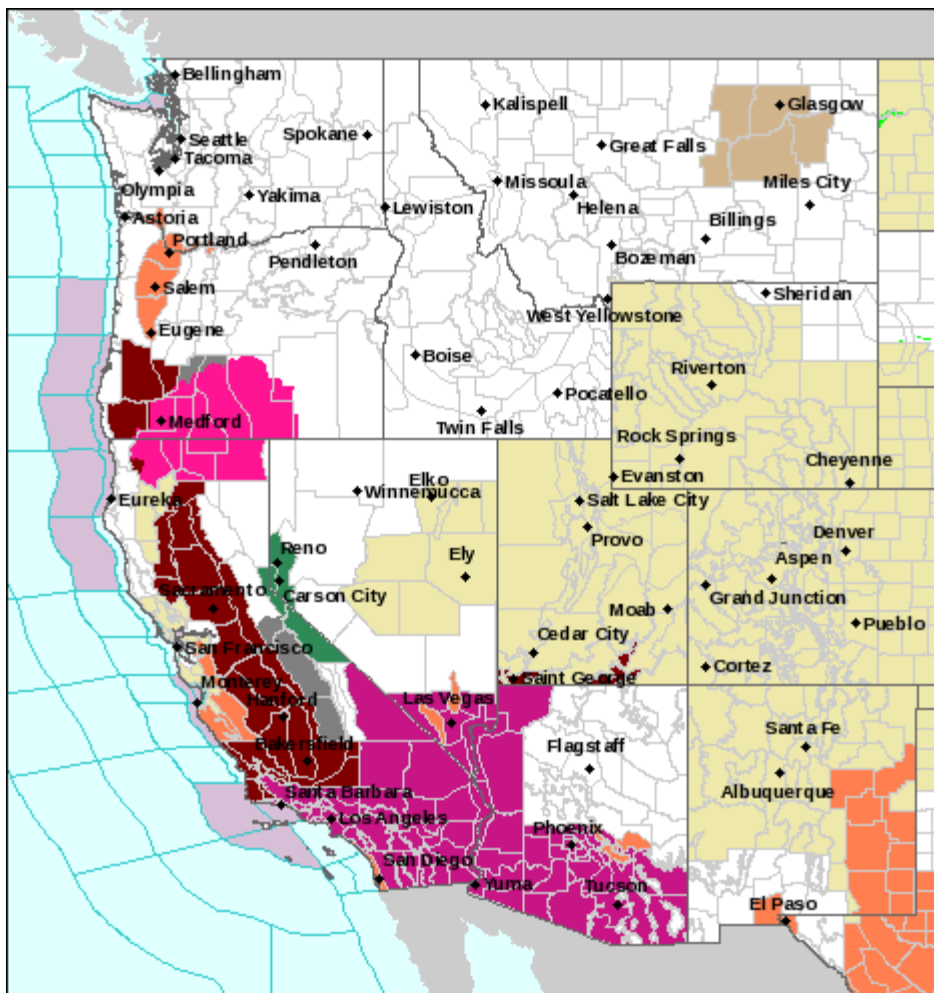 Bellingham
Kalispell
Glasgow
Seattle
Spokane
Great Falls
Tacoma
Olympia
Yakima
Missoula
Miles City
Astoria
Lewiston
Helena
Billings
Portland
Pendleton
Bozeman
Salem
Sheridan
West Yellowstone
Eugene
Boise
Riverton
Pocatello
Medford
Twin Falls
Rock Springs
Cheyenne
Evanston
Elko
Winnemucca
Eureka
Salt Lake City
Provo
Denver
Reno
Ely
Aspen
Sacramento
Carson City
Grand Junction
Moab
Pueblo
San Francisco
Cedar City
Cortez
Monterey
Saint George
Hanford
Las Vegas
Bakersfield
Flagstaff
Santa Fe
Santa Barbara
Albuquerque
Los Angeles
Phoenix
San Diego
Yuma
Tucson
El Paso